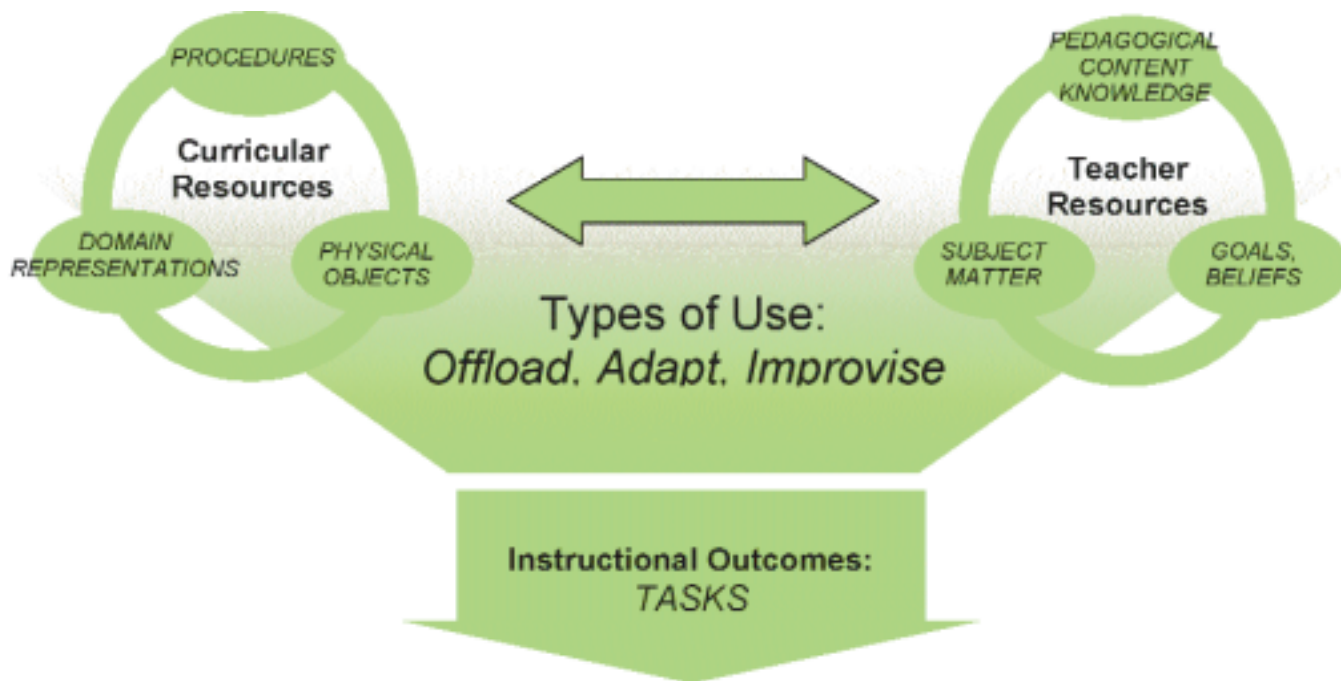 PROCEDURES
Curricular
Resources
DOMAIN
REPRESENTATIONS
PHYSICAL
OBJECTS
PEDAGOGICAL
CONTENT
KNOWLEDGE
Teacher
Resources
SUBJECT
MATTER
GOALS,
BELIEFS
Types of Use:
Offload, Adapt, Improvise
Instructional Outcomes:
TASKS